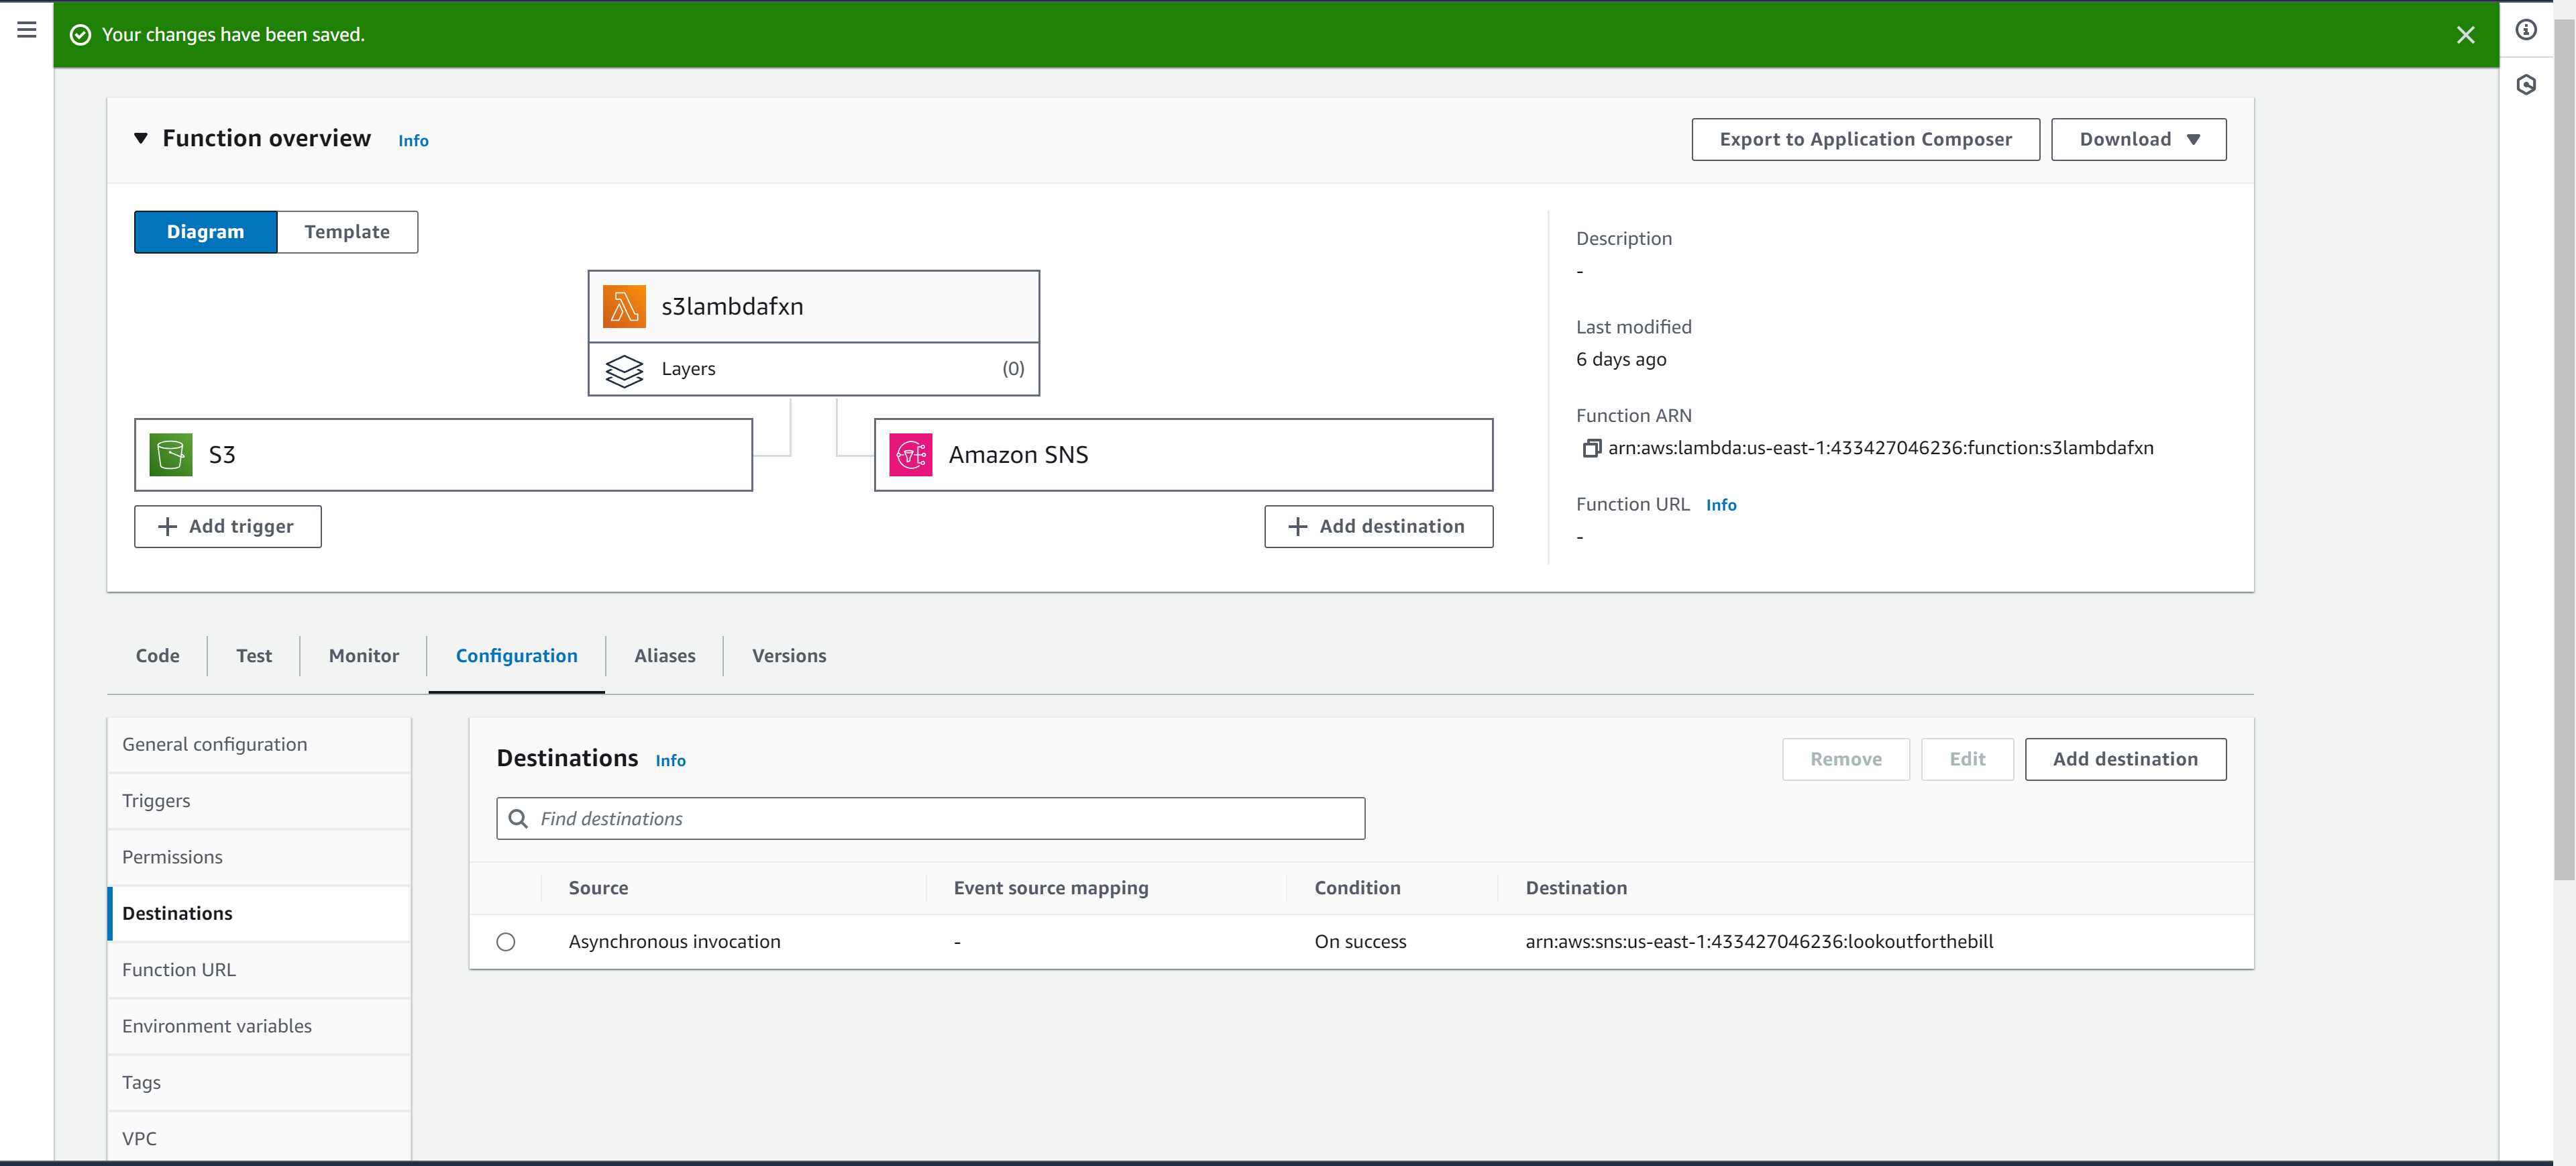 Your changes have been saved.
Function overview Info
Export to Application Composer
Download
Diagram
Template
s3lambdafxn
Layers (0)
S3
Amazon SNS
Add trigger
Add destination
Description
-
Last modified
6 days ago
Function ARN
arn:aws:lambda:us-east-1:433427046236:function:s3lambdafxn
Function URL Info
-
Code
Test
Monitor
Configuration
Aliases
Versions
General configuration
Triggers
Permissions
Destinations
Function URL
Environment variables
Tags
VPC
Destinations Info
Remove
Edit
Add destination
Find destinations
Source Event source mapping Condition Destination
Asynchronous invocation - On success arn:aws:sns:us-east-1:433427046236:lookoutforthebill